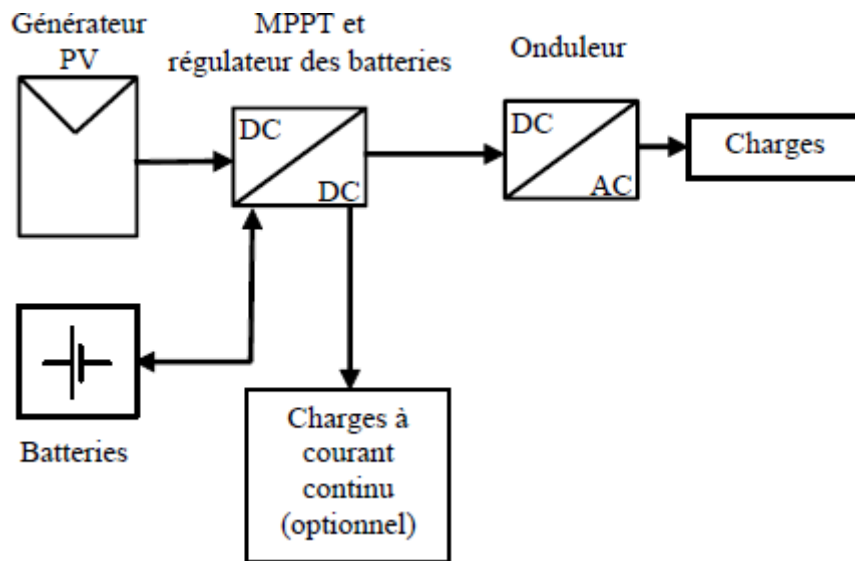 Générateur
PV
MPPT et
régulateur des batteries
Onduleur
DC
DC
DC
AC
Charges
Batteries
Charges à
courant
continu
(optionnel)